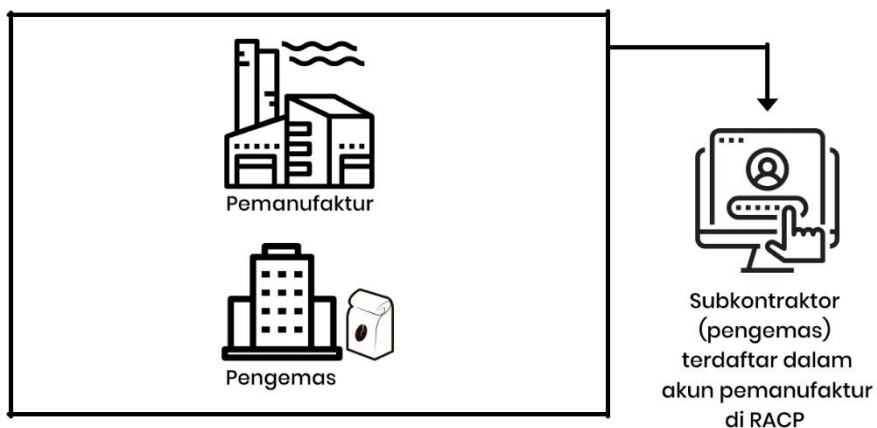 Pemanufaktur
Pengemas
Subkontraktor
(pengemas)
terdaftar dalam
akun pemanufaktur
di RACP